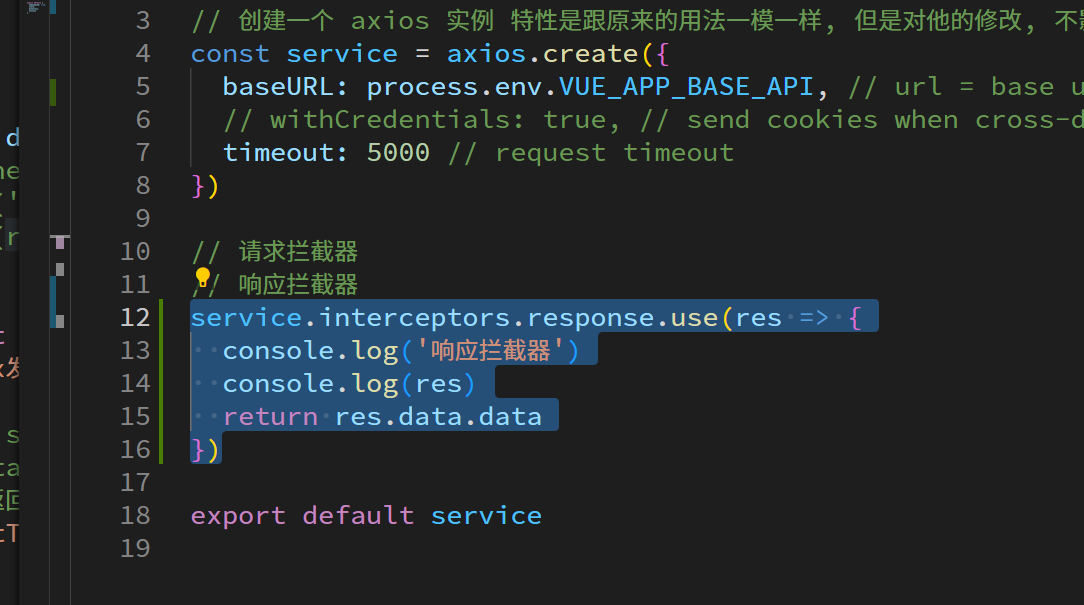 3 // 创建一个 axios 实例 特性是跟原来的用法一模一样, 但是对他的修改, 不
4 const service = axios.create({
5 baseURL: process.env.VUE_APP_BASE_API, // url = base u
6 // withCredentials: true, // send cookies when cross-d
7 timeout: 5000 // request timeout
8 })
9
10 // 请求拦截器
11 // 响应拦截器
12 service.interceptors.response.use(res => {
13 console.log('响应拦截器')
14 console.log(res)
15 return res.data.data
16 })
17
18 export default service
19